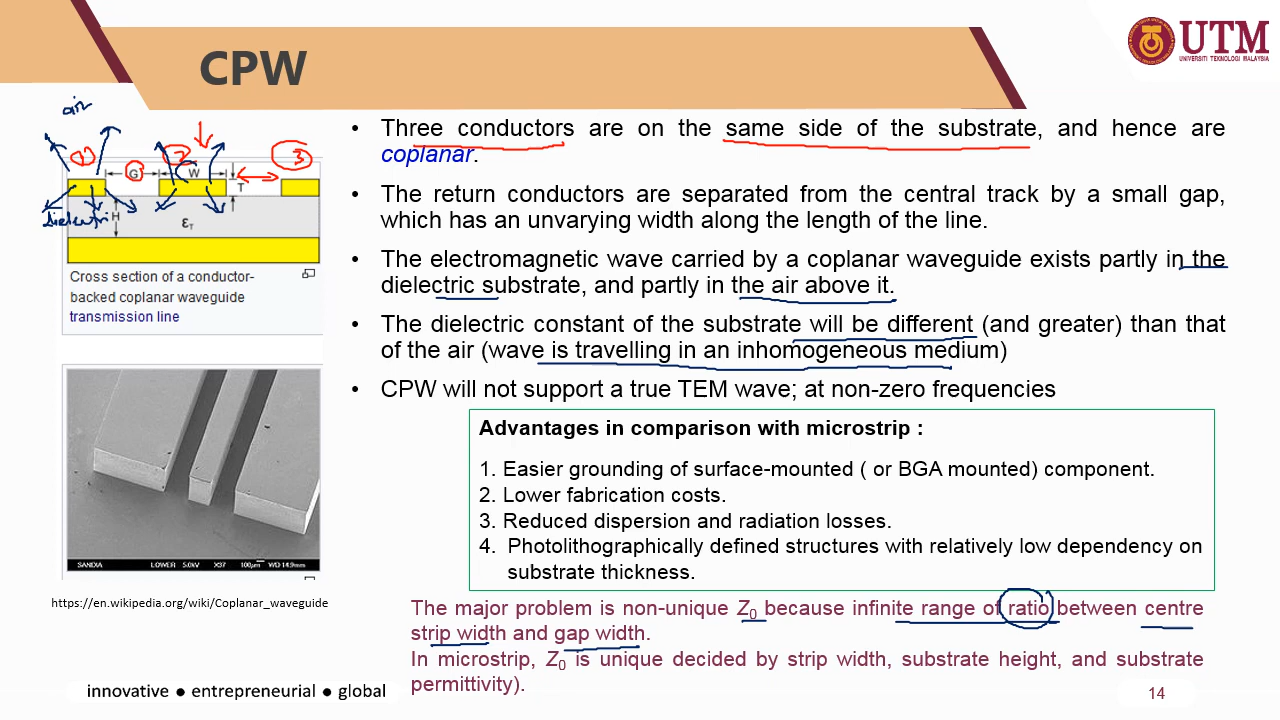 CPW
UTM
UNIVERSITI TEKNOLOGI MALAYSIA
air
1
G
2
W
3
T
Dielectri
H
εr
Cross section of a conductor-
backed coplanar waveguide
transmission line
SANDIA LOWER 5.0kV X37 100μm WD 14.9mm
https://en.wikipedia.org/wiki/Coplanar_waveguide
• Three conductors are on the same side of the substrate, and hence are
coplanar.
• The return conductors are separated from the central track by a small gap,
which has an unvarying width along the length of the line.
• The electromagnetic wave carried by a coplanar waveguide exists partly in the
dielectric substrate, and partly in the air above it.
• The dielectric constant of the substrate will be different (and greater) than that
of the air (wave is travelling in an inhomogeneous medium)
• CPW will not support a true TEM wave; at non-zero frequencies
Advantages in comparison with microstrip :
1. Easier grounding of surface-mounted ( or BGA mounted) component.
2. Lower fabrication costs.
3. Reduced dispersion and radiation losses.
4. Photolithographically defined structures with relatively low dependency on
substrate thickness.
The major problem is non-unique Z0 because infinite range of ratio between centre
strip width and gap width.
In microstrip, Z0 is unique decided by strip width, substrate height, and substrate
permittivity).
innovative ● entrepreneurial ● global
14